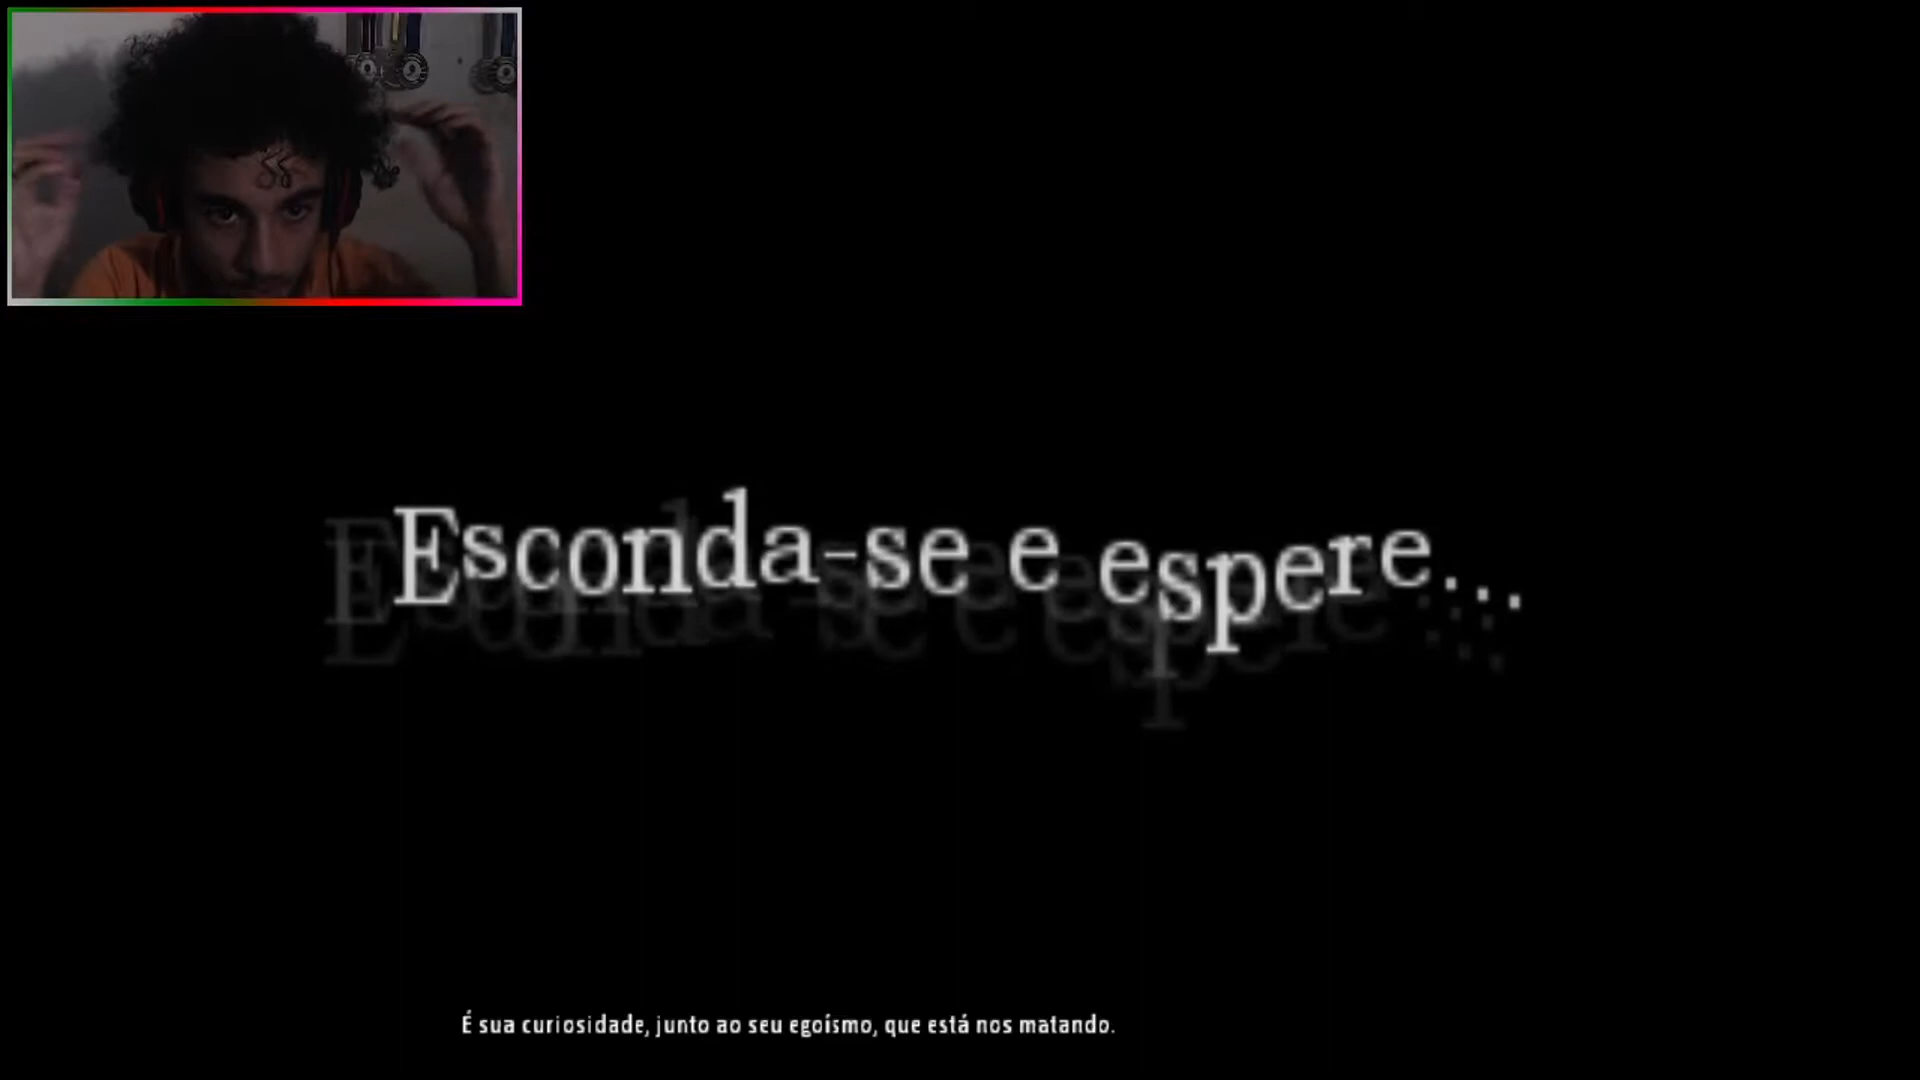 Esconda-se e espere...
É sua curiosidade, junto ao seu egoísmo, que está nos matando.